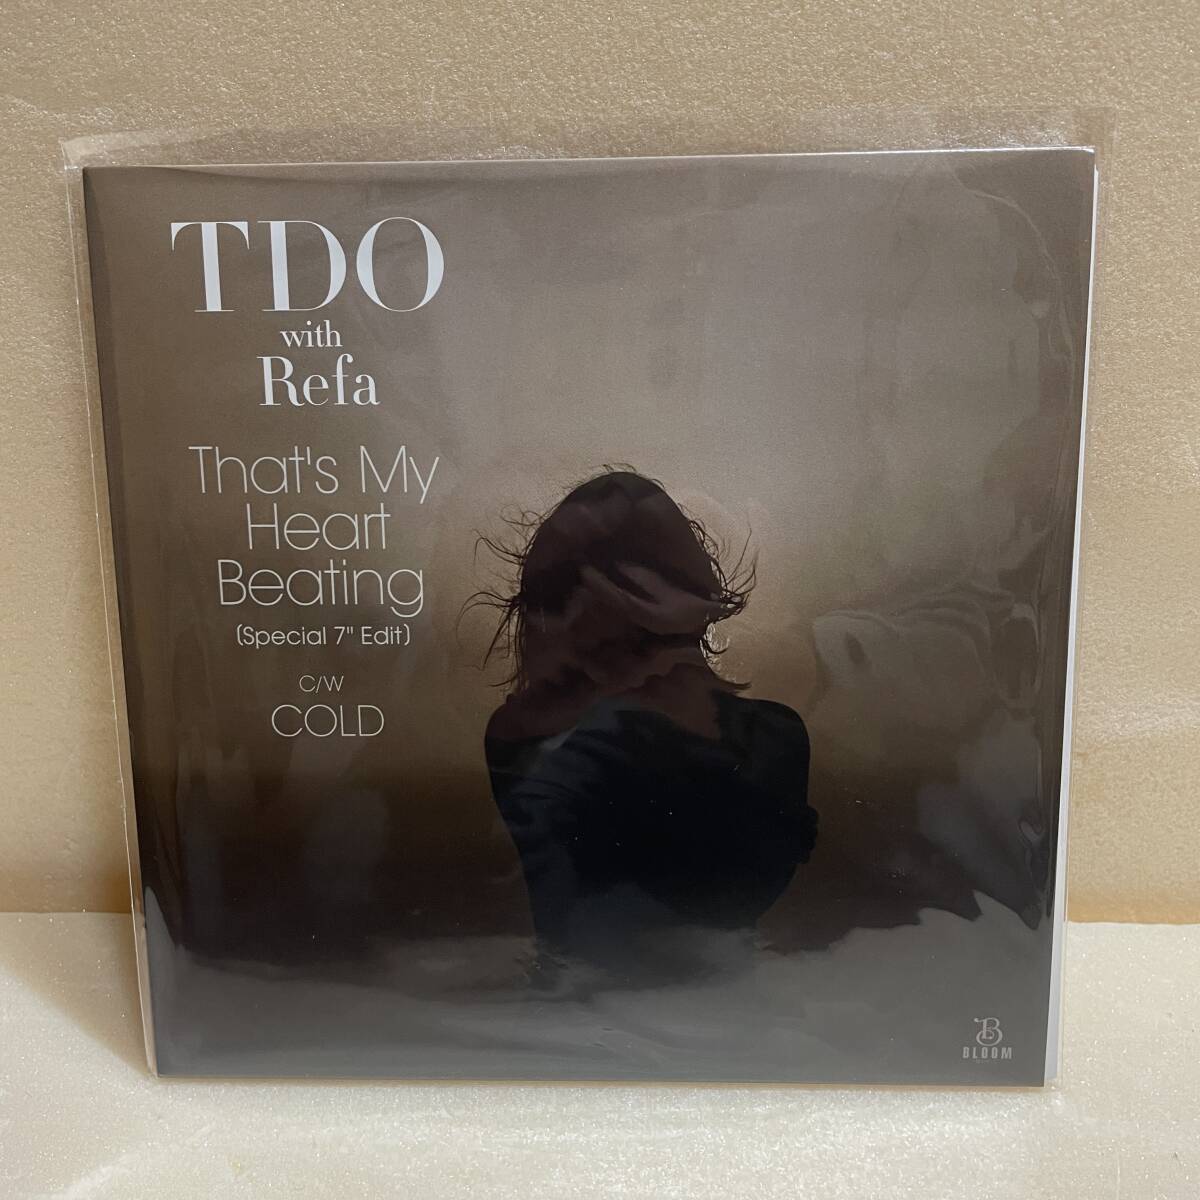 TDO
with
Refa
That's My
Heart
Beating
(Special 7" Edit)
C/W
COLD
B
BLOOM